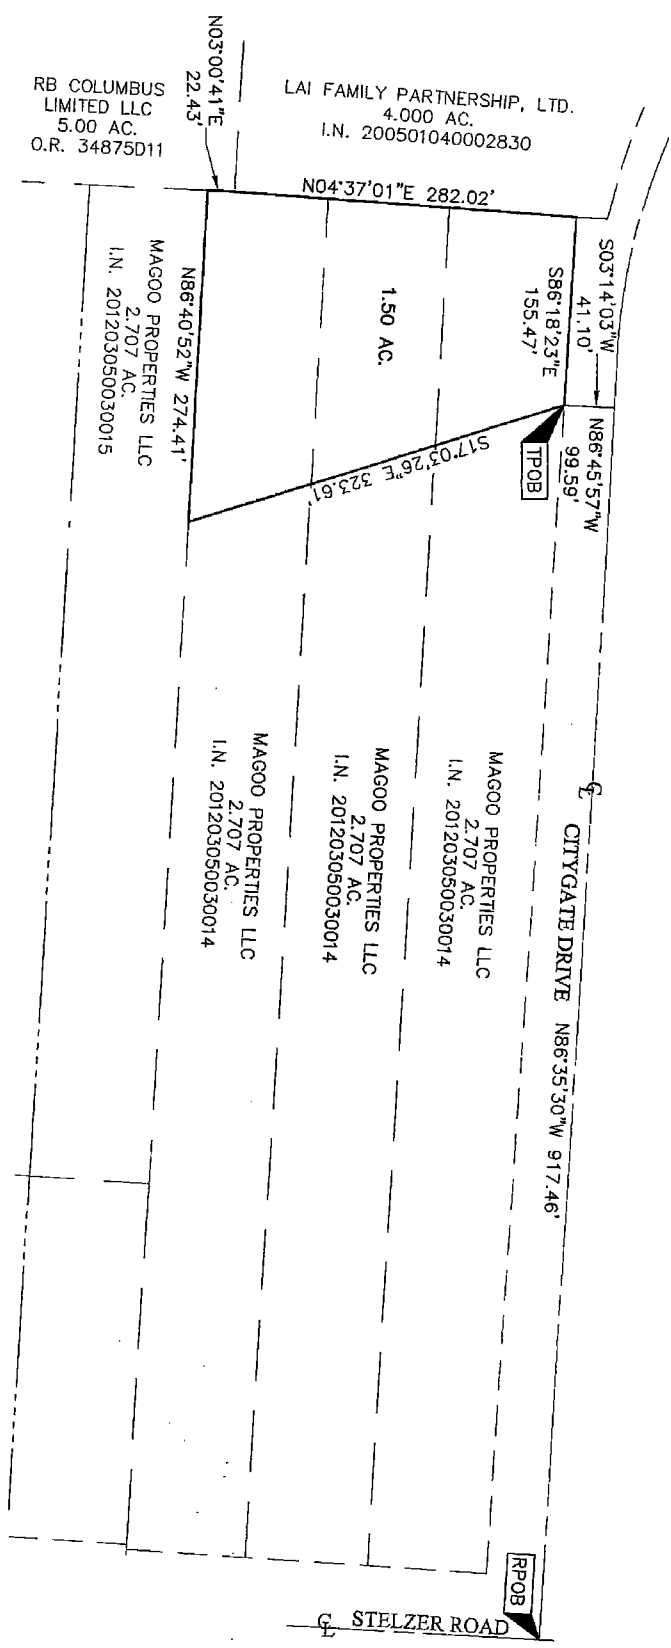 RB COLUMBUS
LIMITED LLC
5.00 AC.
O.R. 34875D11
N03°00'41"E
22.43'
LAI FAMILY PARTNERSHIP, LTD.
4.000 AC.
I.N. 200501040002830
N04°37'01"E 282.02'
S03°14'03"W
41.10'
S86°18'23"E
155.47'
1.50 AC.
N86°40'52"W 274.41'
MAGOO PROPERTIES LLC
2.707 AC.
I.N. 201203050030015
S17°03'26"E 323.61'
TPOB
N86°45'57"W
99.59'
℄ CITYGATE DRIVE N86°35'30"W 917.46'
MAGOO PROPERTIES LLC
2.707 AC.
I.N. 201203050030014
MAGOO PROPERTIES LLC
2.707 AC.
I.N. 201203050030014
MAGOO PROPERTIES LLC
2.707 AC.
I.N. 201203050030014
RPOB
℄ STELZER ROAD